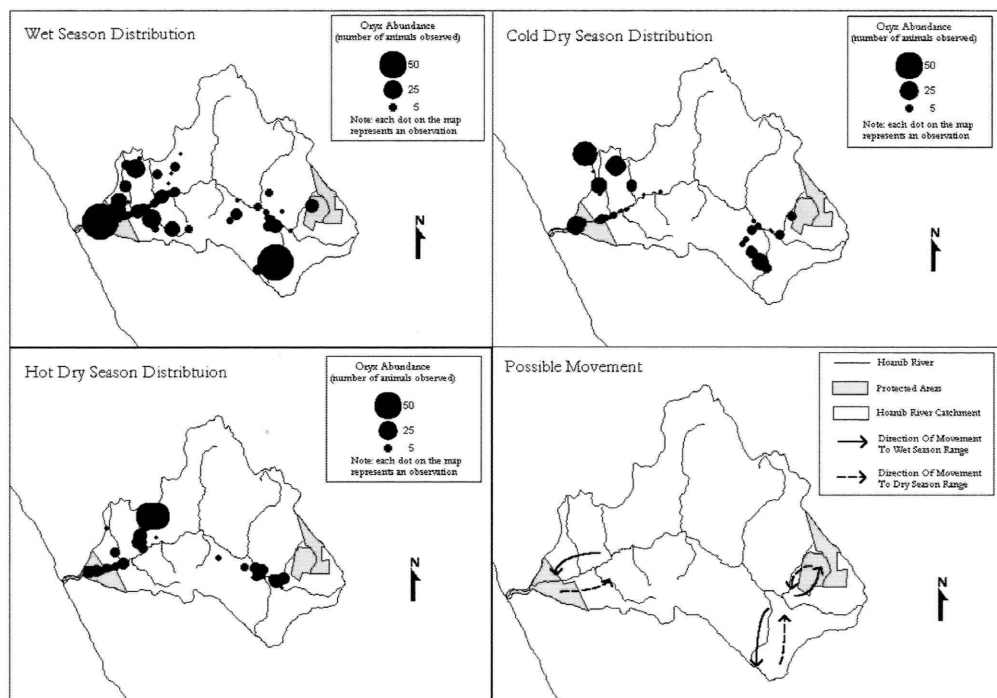 Wet Season Distribution
Oryx Abundance
(number of animals observed)
50
25
5
Note: each dot on the map
represents an observation
N
Cold Dry Season Distribution
Oryx Abundance
(number of animals observed)
50
25
5
Note: each dot on the map
represents an observation
N
Hot Dry Season Distribtuion
Oryx Abundance
(number of animals observed)
50
25
5
Note: each dot on the map
represents an observation
N
Possible Movement
Hoanib River
Protected Areas
Hoanib River Catchment
Direction Of Movement
To Wet Season Range
Direction Of Movement
To Dry Season Range
N